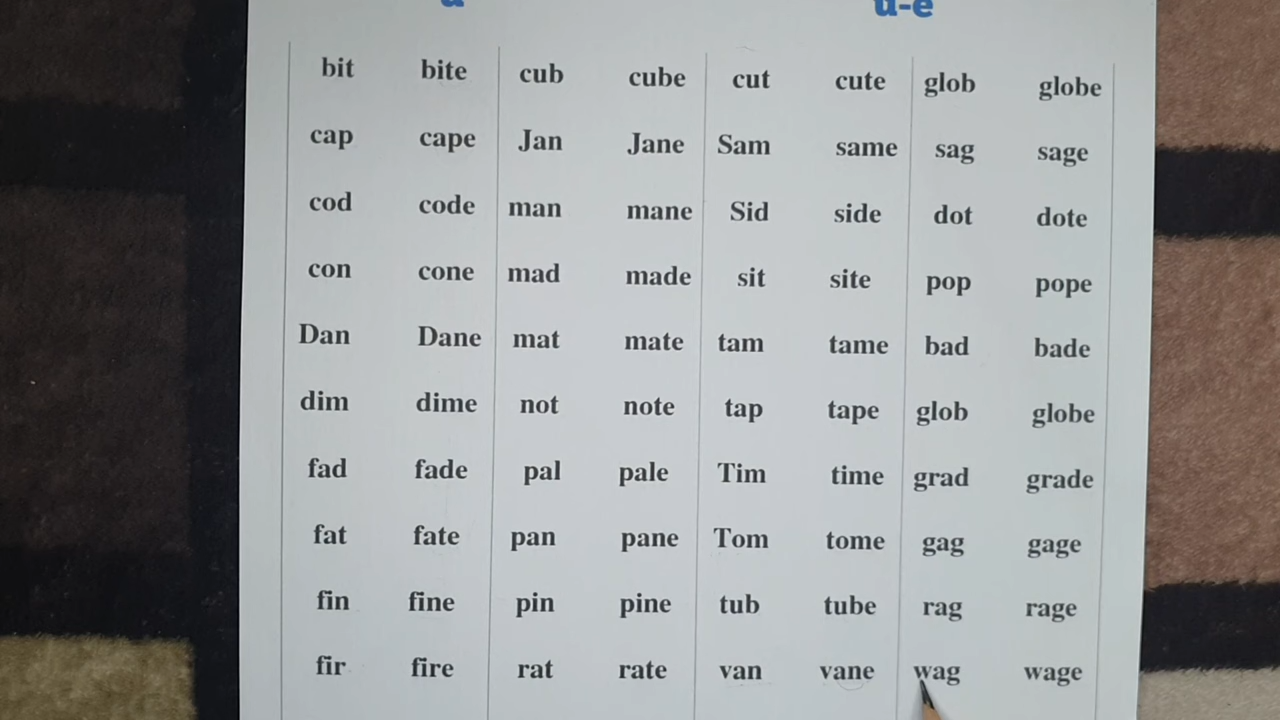 u u-e
bit bite cub cube cut cute glob globe
cap cape Jan Jane Sam same sag sage
cod code man mane Sid side dot dote
con cone mad made sit site pop pope
Dan Dane mat mate tam tame bad bade
dim dime not note tap tape glob globe
fad fade pal pale Tim time grad grade
fat fate pan pane Tom tome gag gage
fin fine pin pine tub tube rag rage
fir fire rat rate van vane wag wage